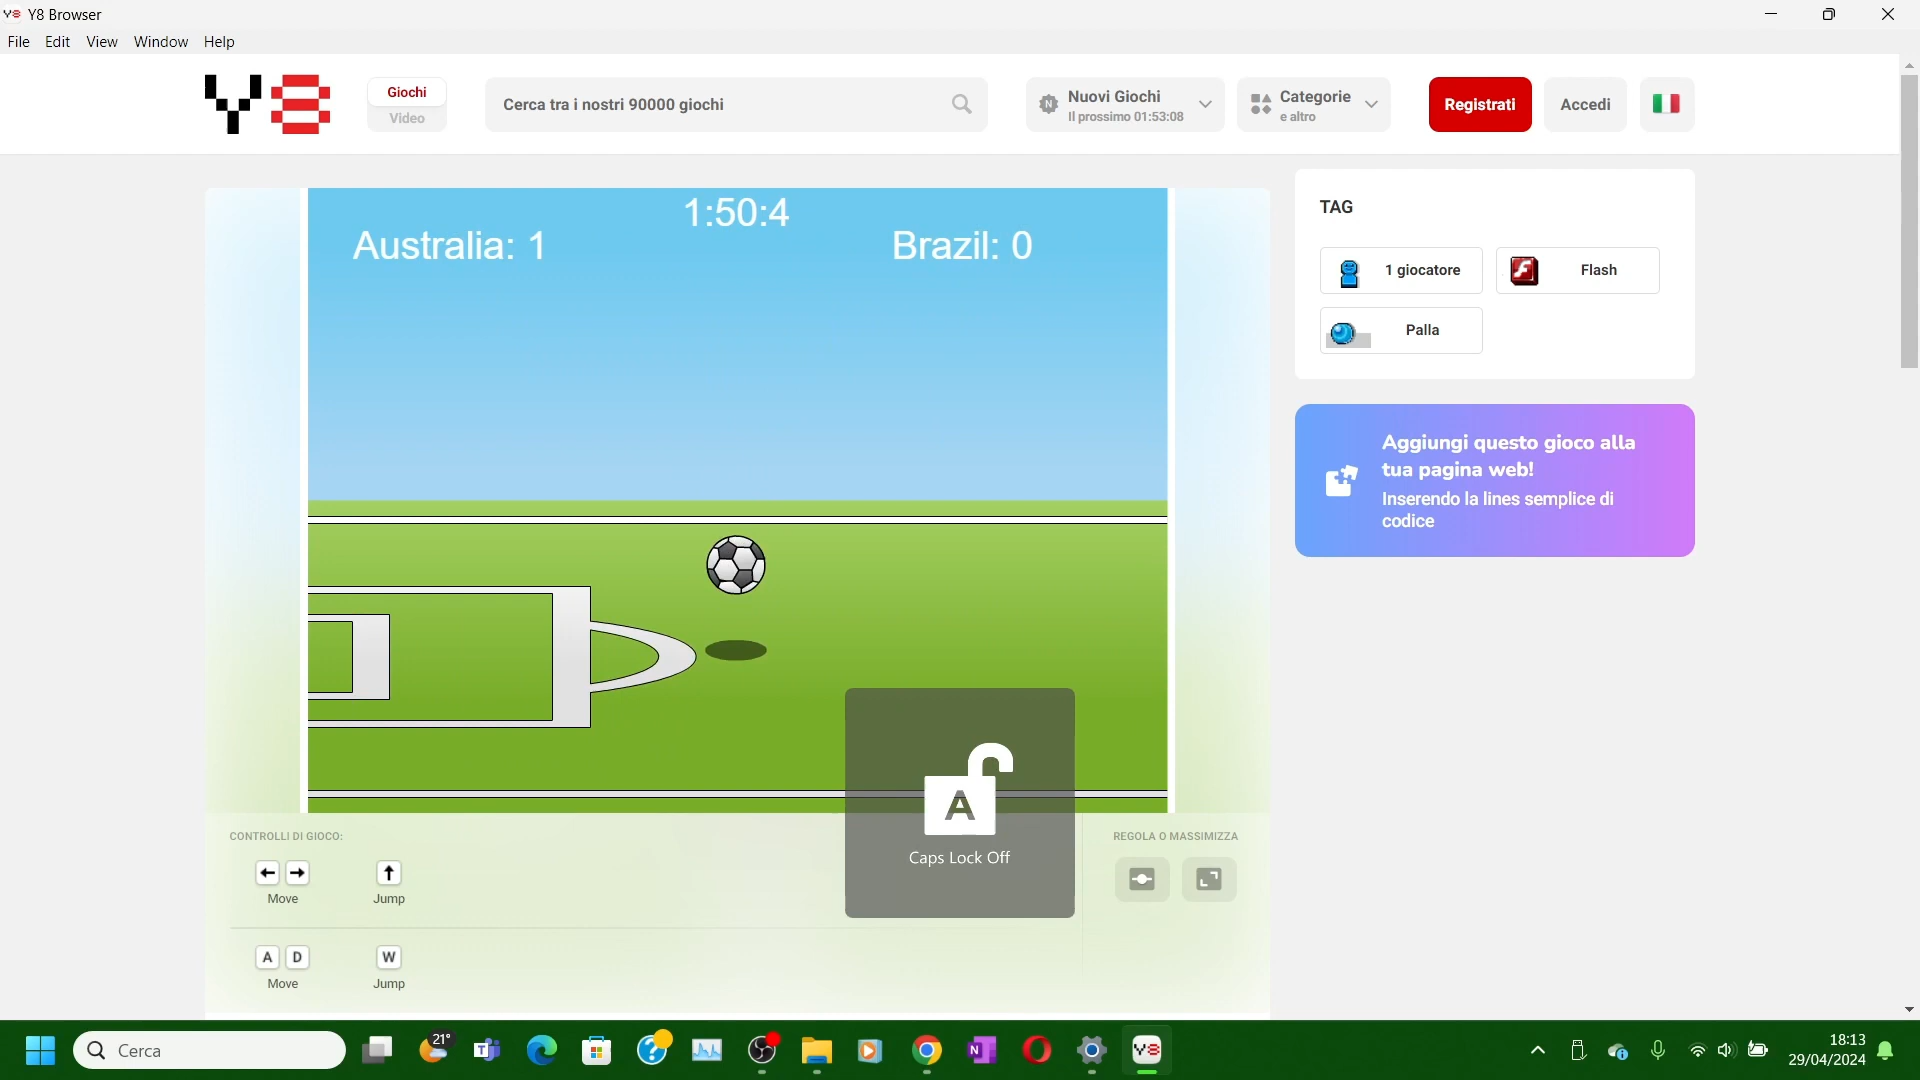 Y8 Browser
File Edit View Window Help
Y8
Giochi
Video
Cerca tra i nostri 90000 giochi
Nuovi Giochi
Il prossimo 01:53:08
Categorie
e altro
Registrati
Accedi
1:50:4
Australia: 1
Brazil: 0
TAG
1 giocatore
Flash
Palla
Aggiungi questo gioco alla
tua pagina web!
Inserendo la lines semplice di
codice
A
Caps Lock Off
CONTROLLI DI GIOCO:
Move
Jump
A D
Move
W
Jump
REGOLA O MASSIMIZZA
Cerca
21°
18:13
29/04/2024